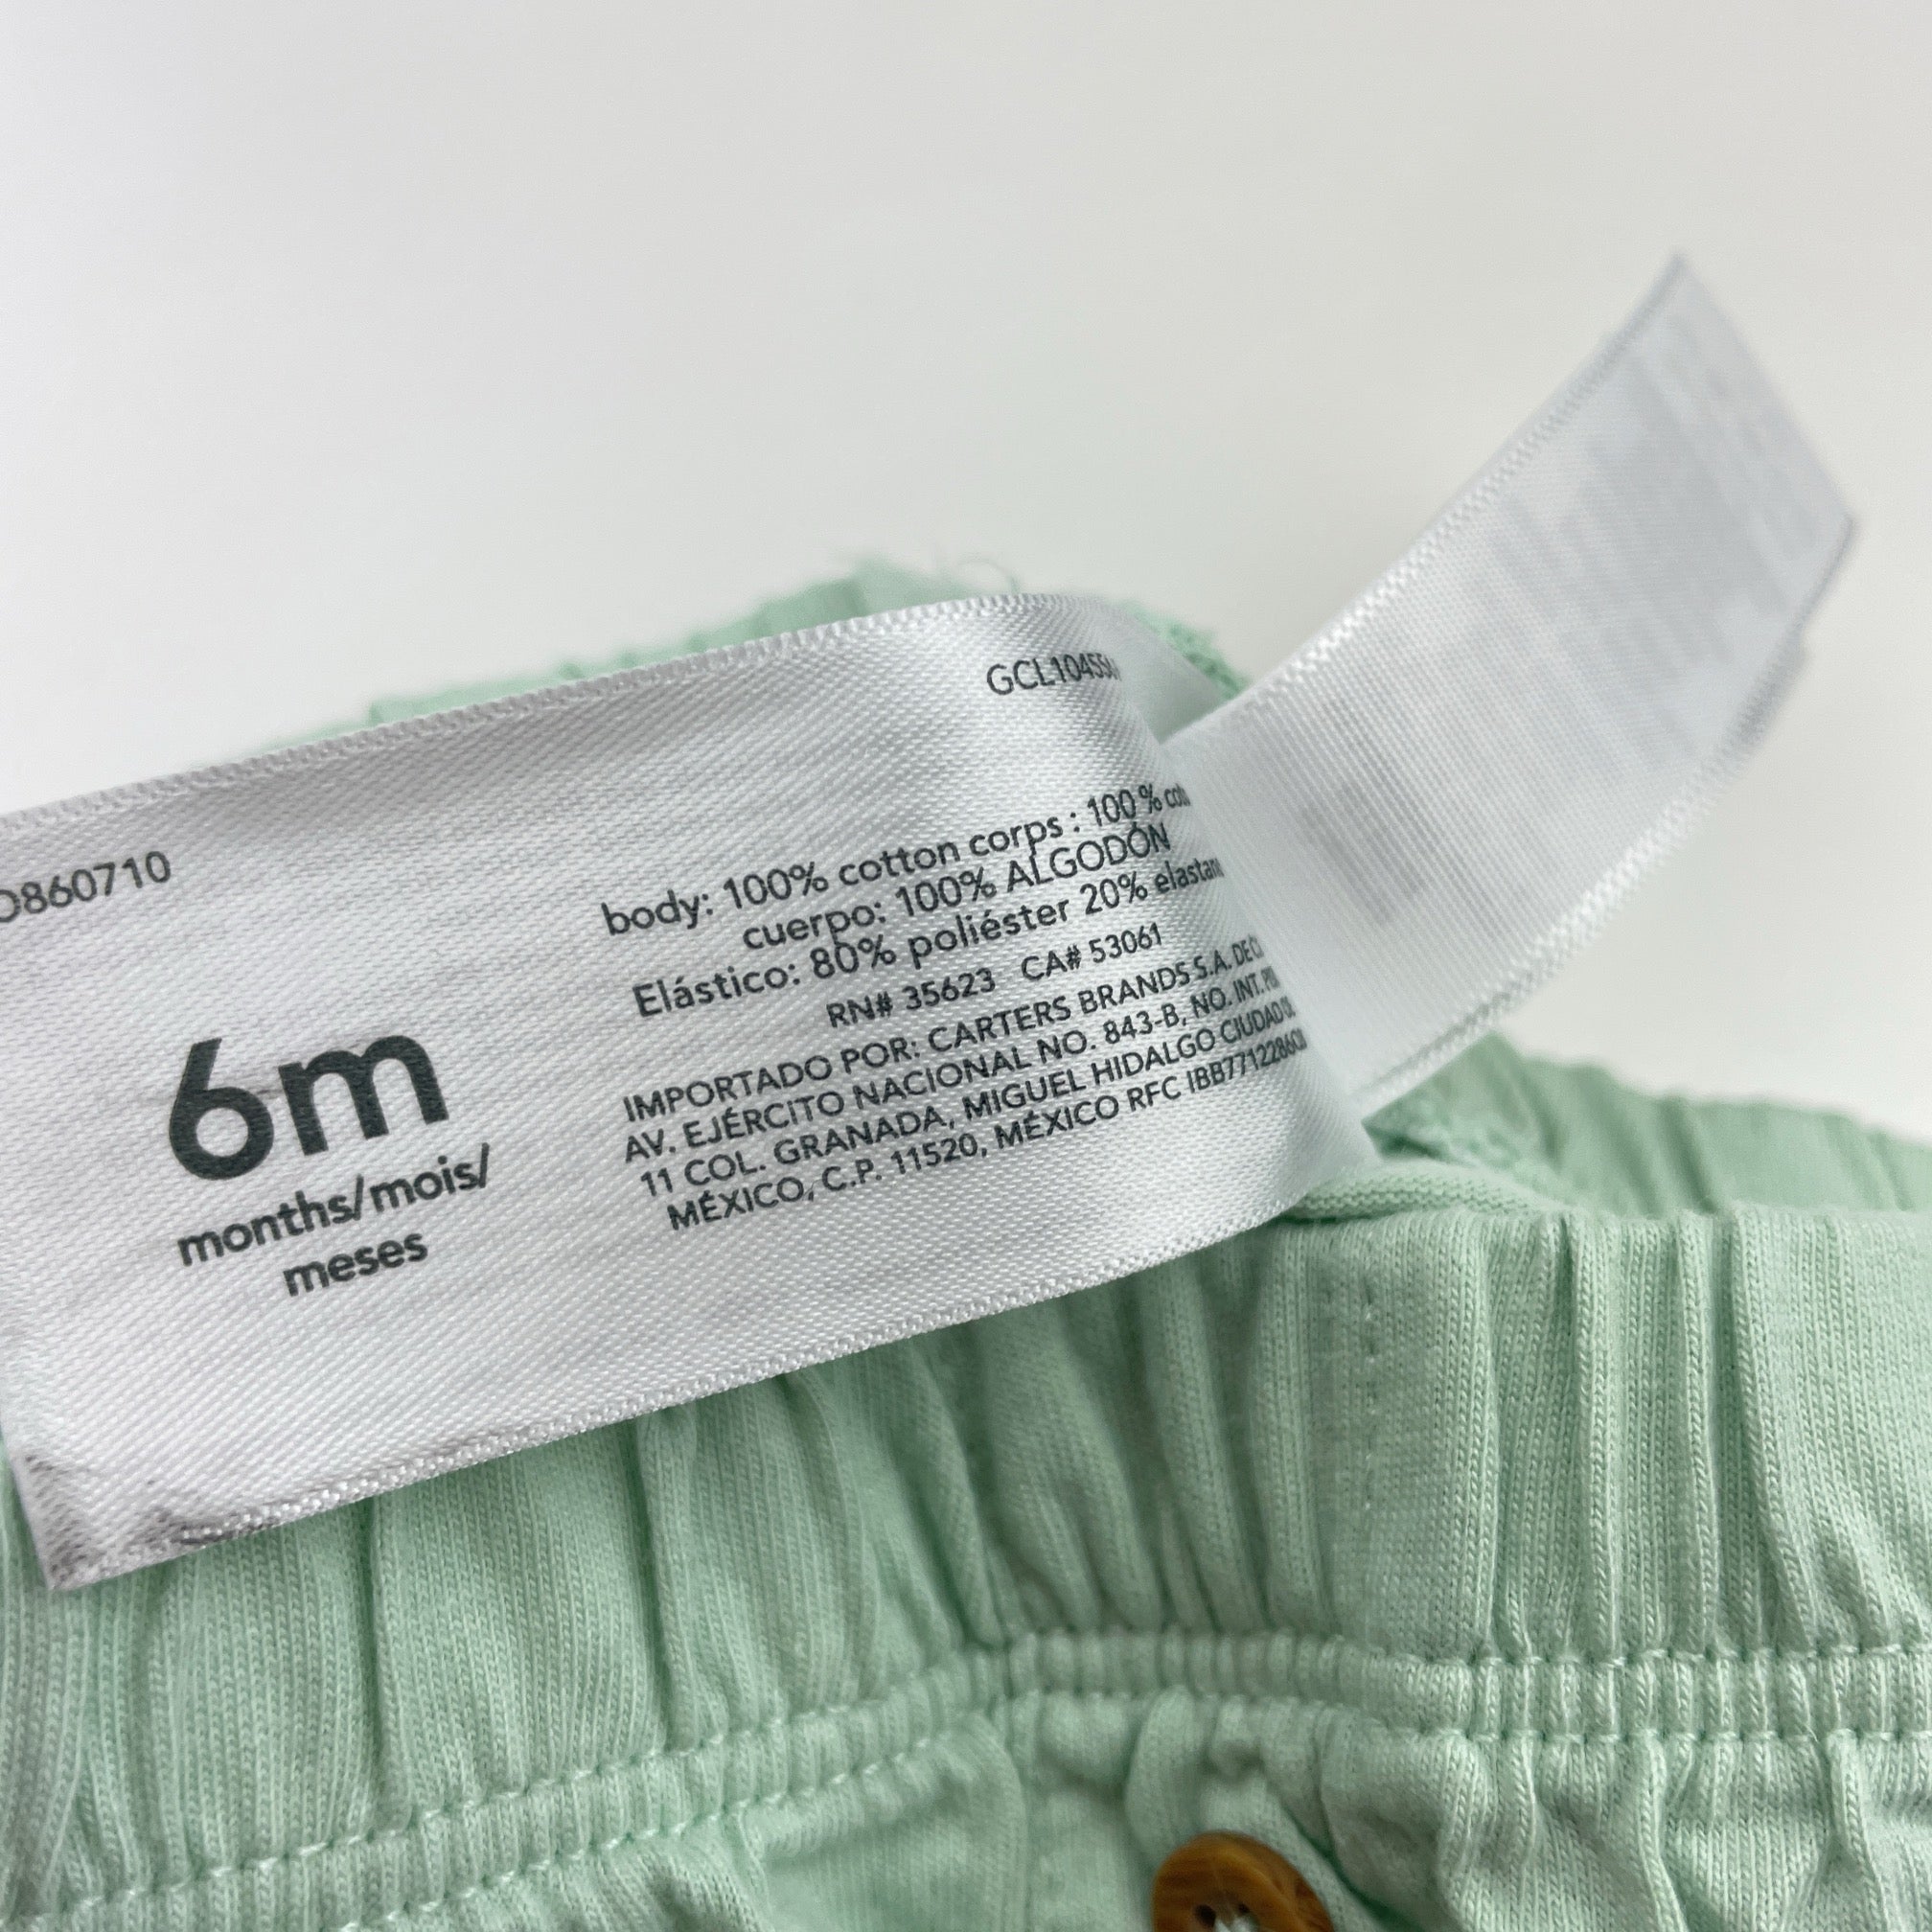 O860710
6m
months/mois/
meses
body: 100% cotton corps : 100 %
cuerpo: 100% ALGODÓN
Elástico: 80% poliéster 20%
RN# 35623 CA# 53061
IMPORTADO POR: CARTERS BRANDS S.A. DE
AV. EJÉRCITO NACIONAL NO. 843-B, NO. INT.
11 COL. GRANADA, MIGUEL HIDALGO CIUDAD
MÉXICO, C.P. 11520, MÉXICO RFC